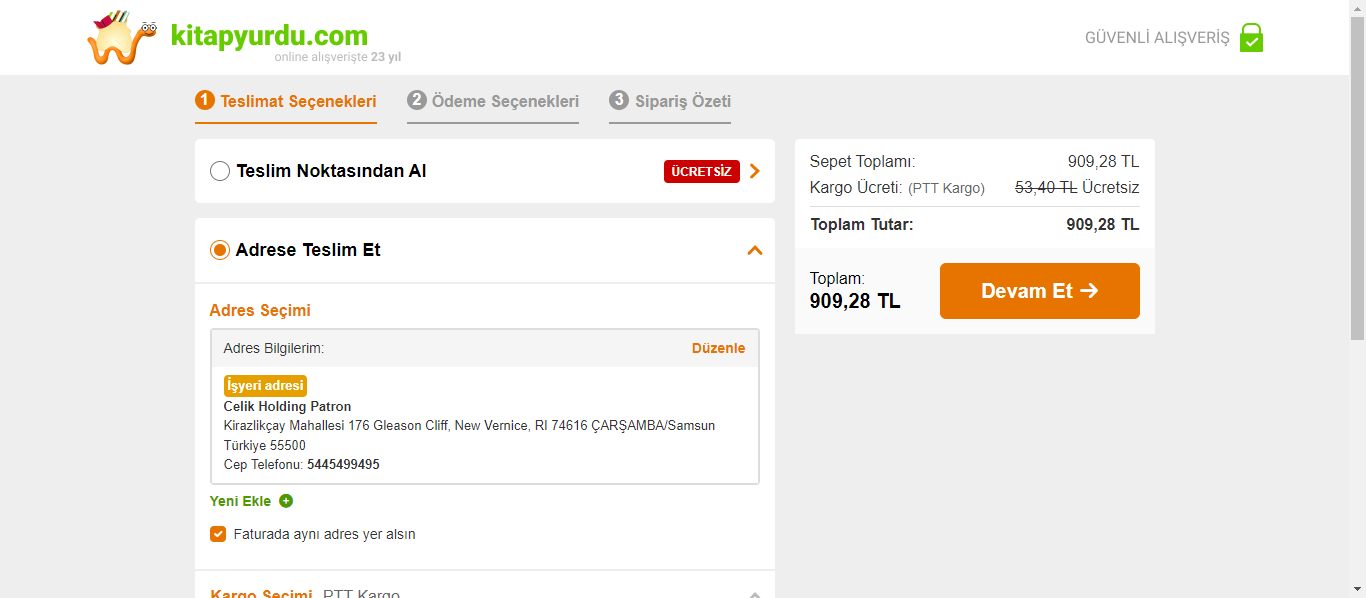 kitapyurdu.com
online alışverişte 23 yıl
GÜVENLİ ALIŞVERİŞ
1 Teslimat Seçenekleri
2 Ödeme Seçenekleri
3 Sipariş Özeti
Teslim Noktasından Al
ÜCRETSİZ
Adrese Teslim Et
Adres Seçimi
Adres Bilgilerim:
Düzenle
İşyeri adresi
Celik Holding Patron
Kirazlikçay Mahallesi 176 Gleason Cliff, New Vernice, RI 74616 ÇARŞAMBA/Samsun
Türkiye 55500
Cep Telefonu: 5445499495
Yeni Ekle
Faturada aynı adres yer alsın
Kargo Seçimi PTT Kargo
Sepet Toplamı: 909,28 TL
Kargo Ücreti: (PTT Kargo) 53,40 TL Ücretsiz
Toplam Tutar: 909,28 TL
Toplam:
909,28 TL
Devam Et